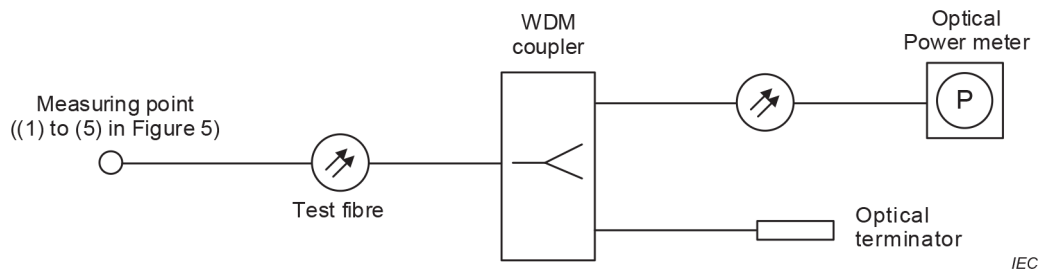 WDM
coupler
Optical
Power meter
P
Measuring point
((1) to (5) in Figure 5)
Test fibre
Optical
terminator
IEC